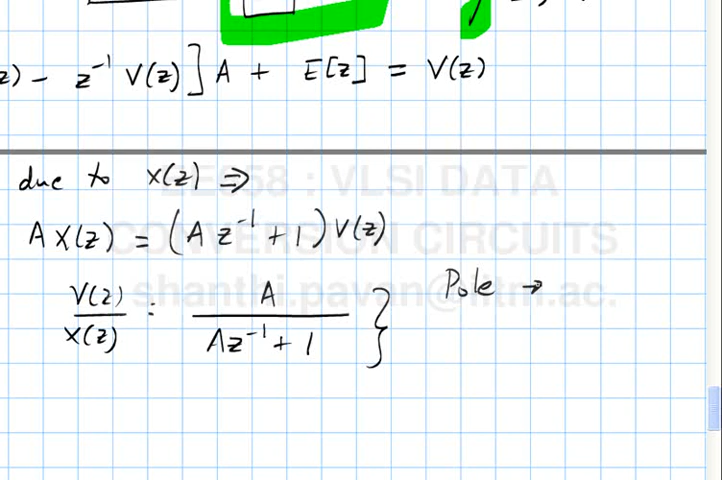 z) - z⁻¹ V(z)] A + E[z] = V(z)
due to X(z) ⇒
A X(z) = (A z⁻¹ + 1) V(z)
V(z)/X(z) = A/(Az⁻¹ + 1) } Pole →
EE658 : VLSI DATA
CONVERSION CIRCUITS
shanthi.pavan@iitm.ac.